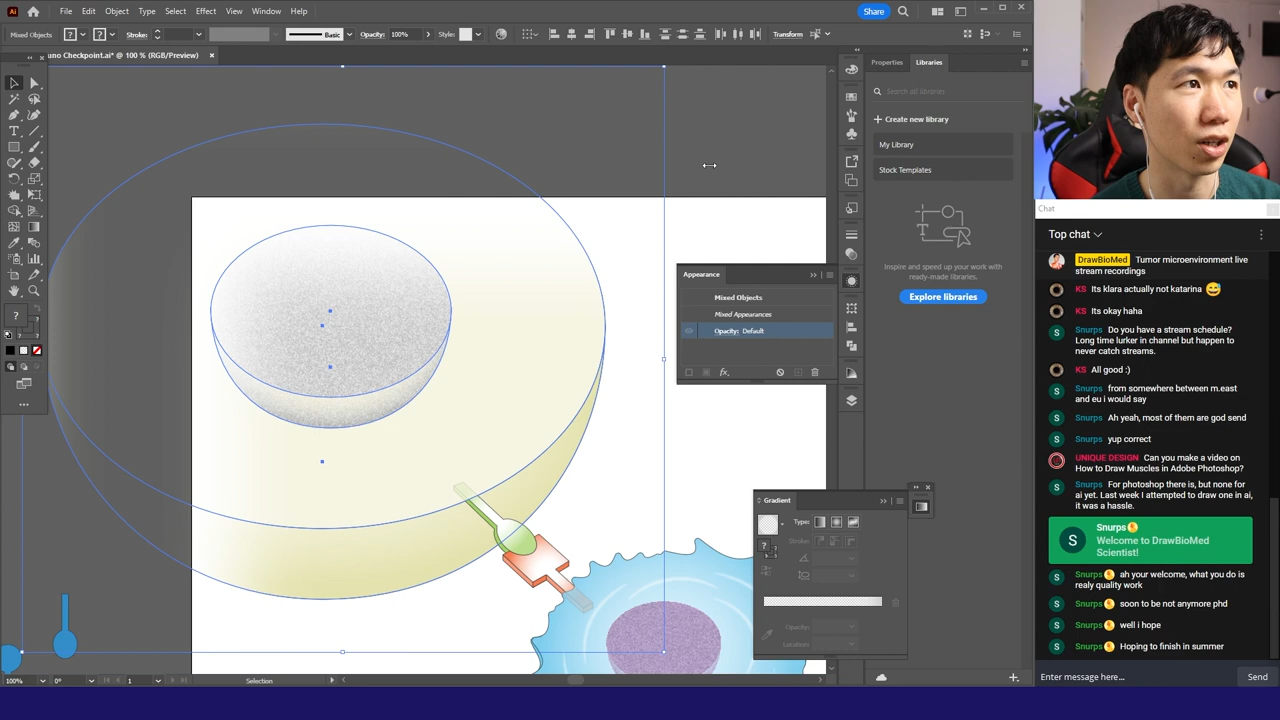 Ai File Edit Object Type Select Effect View Window Help Share
Mixed Objects ? ? Stroke: Basic Opacity: 100% Style: Transform
uno Checkpoint.ai* @ 100 % (RGB/Preview) ×
Properties Libraries
Search all libraries
Create new library
My Library
Stock Templates
Inspire and speed up your work with
ready-made libraries.
Explore libraries
Appearance
Mixed Objects
Mixed Appearances
Opacity: Default
fx
Gradient
Type:
Stroke:
Opacity:
Location:
100% 0° 1 Selection
Chat
Top chat
DrawBioMed Tumor microenvironment live
stream recordings
KS Its klara actually not katarina 😅
KS Its okay haha
Snurps Do you have a stream schedule?
Long time lurker in channel but happen to
never catch streams.
KS All good :)
Snurps from somewhere between m.east
and eu i would say
Snurps Ah yeah, most of them are god send
Snurps yup correct
UNIQUE DESIGN Can you make a video on
How to Draw Muscles in Adobe Photoshop?
Snurps For photoshop there is, but none for
ai yet. Last week I attempted to draw one in ai,
it was a hassle.
S Snurps
Welcome to DrawBioMed
Scientist!
Snurps ah your welcome, what you do is
realy quality work
Snurps soon to be not anymore phd
Snurps well i hope
Snurps Hoping to finish in summer
Enter message here... Send